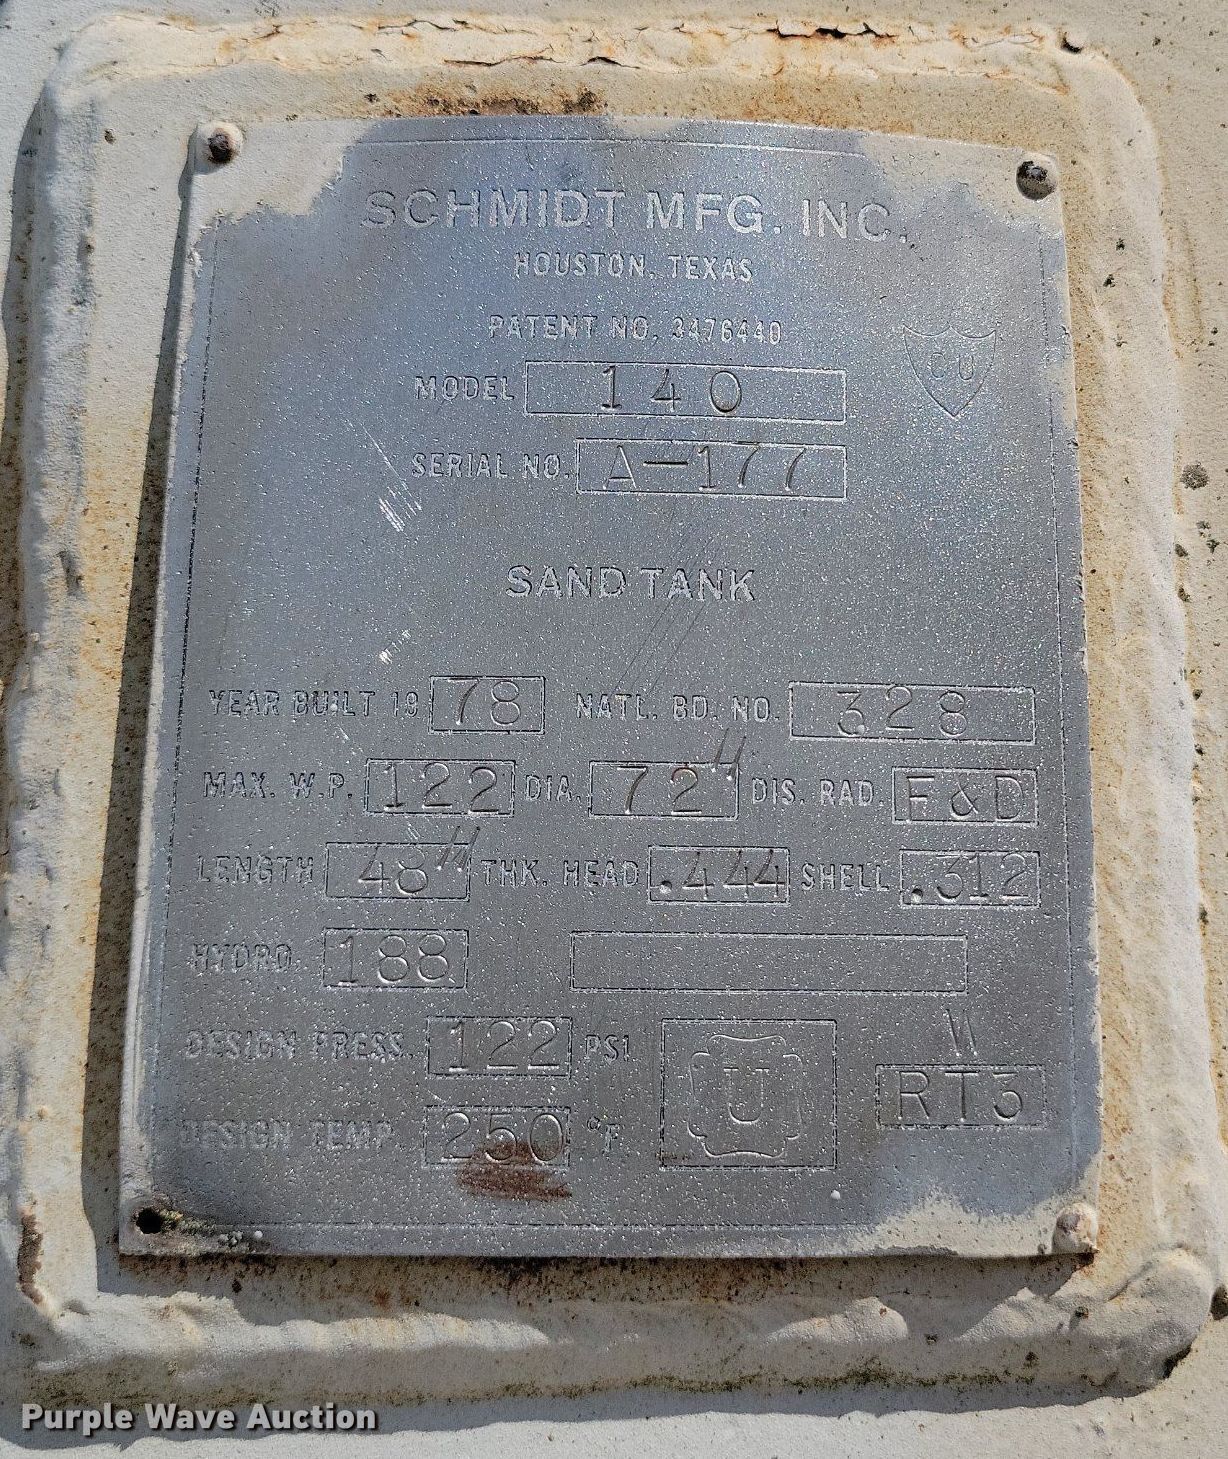 SCHMIDT MFG. INC.
HOUSTON, TEXAS
PATENT NO. 3476440
CU
MODEL 140
SERIAL NO. A-177
SAND TANK
YEAR BUILT 19 78 NATL. BD. NO. 328
MAX. W.P. 122 DIA. 72" DIS. RAD. F&D
LENGTH 48" THK. HEAD .444 SHELL .312
HYDRO. 188
DESIGN PRESS. 122 PSI
W
U
RT3
DESIGN TEMP. 250 °F
Purple Wave Auction